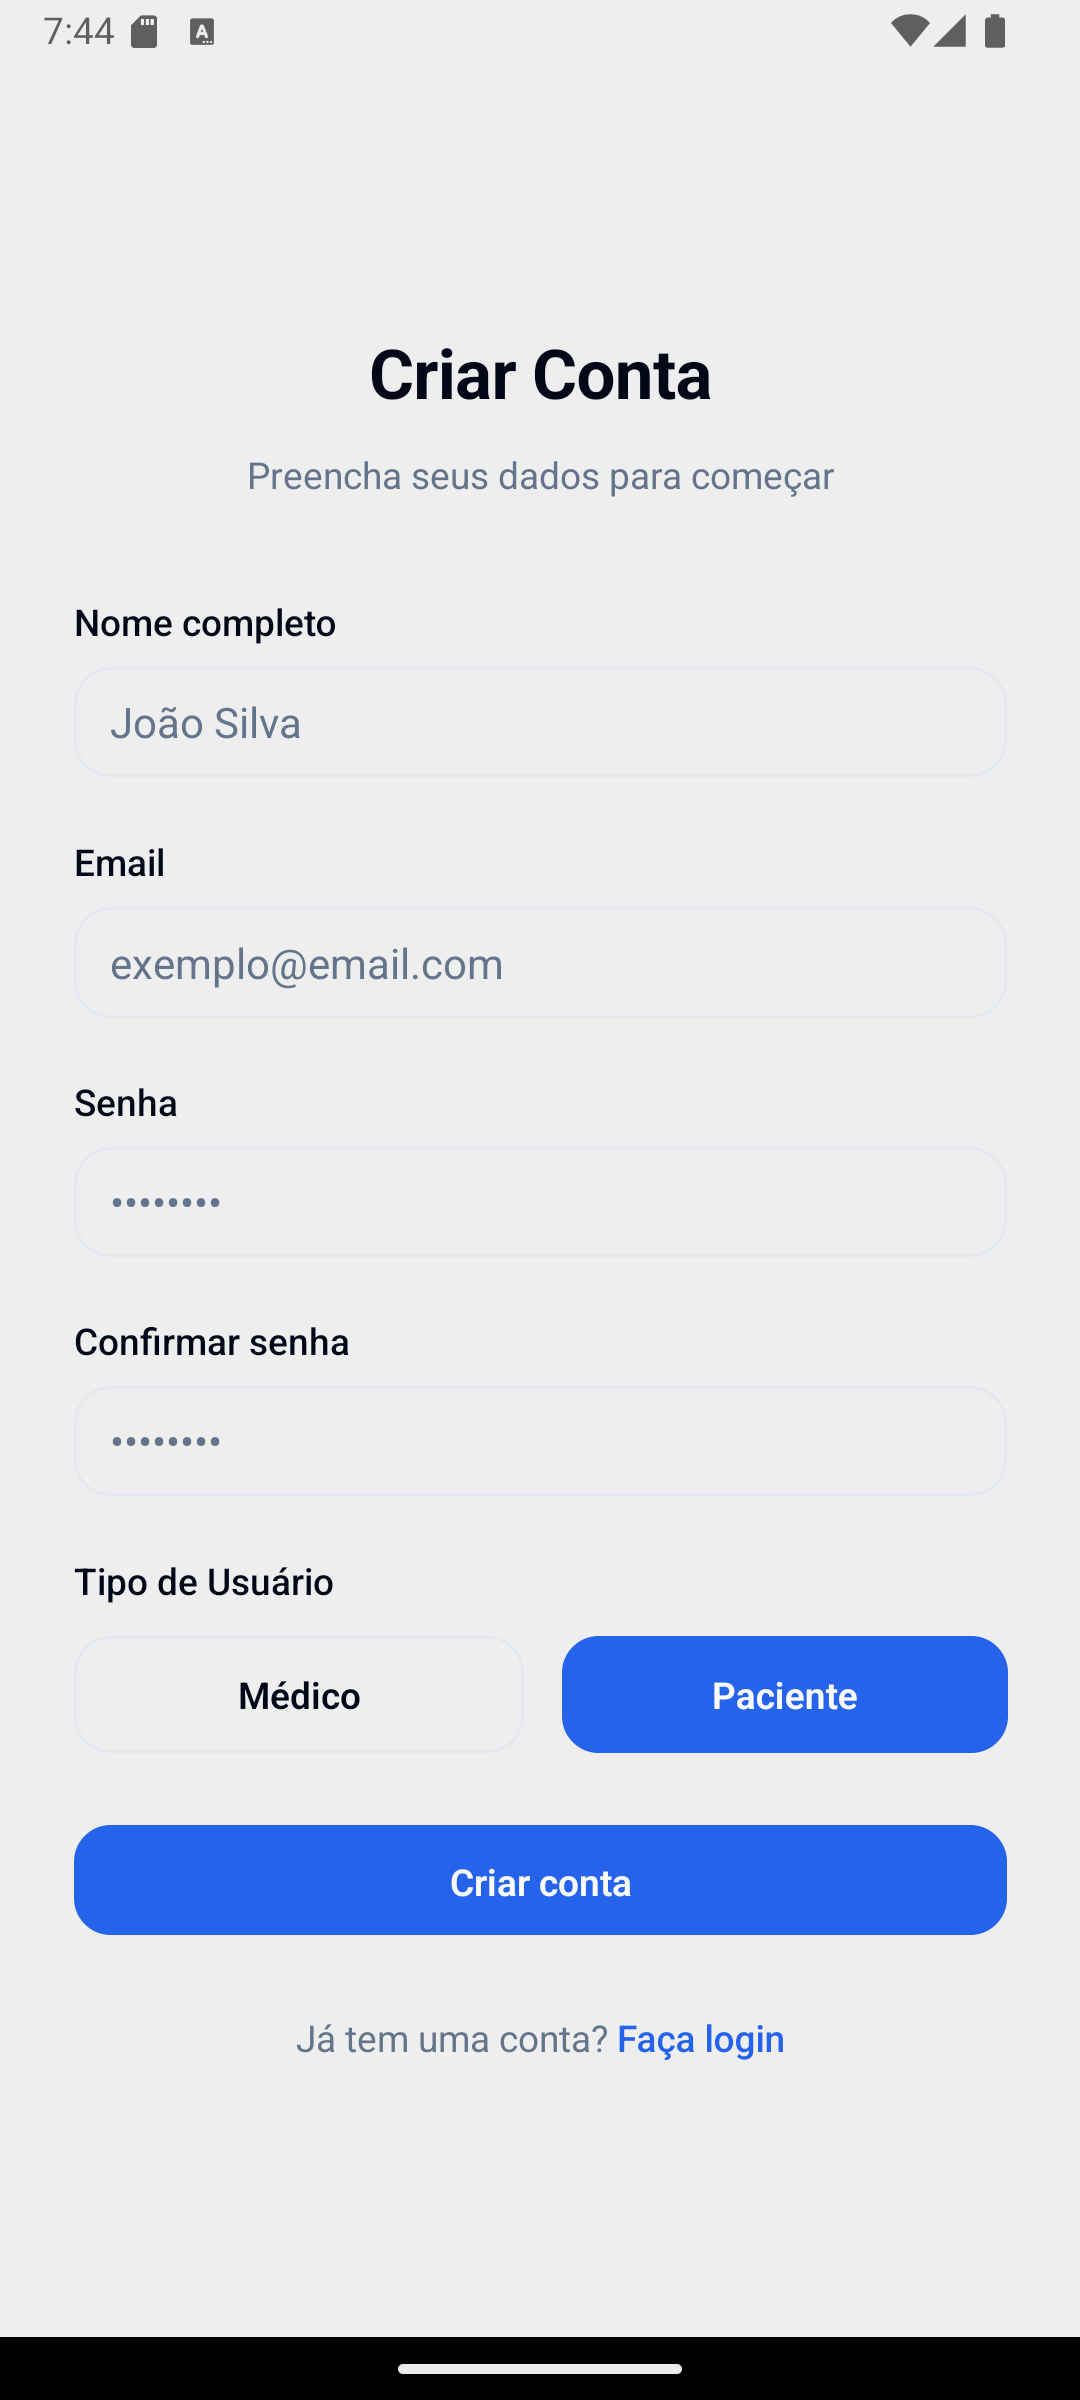 7:44
Criar Conta
Preencha seus dados para começar
Nome completo
João Silva
Email
exemplo@email.com
Senha
••••••••
Confirmar senha
••••••••
Tipo de Usuário
Médico Paciente
Criar conta
Já tem uma conta? Faça login